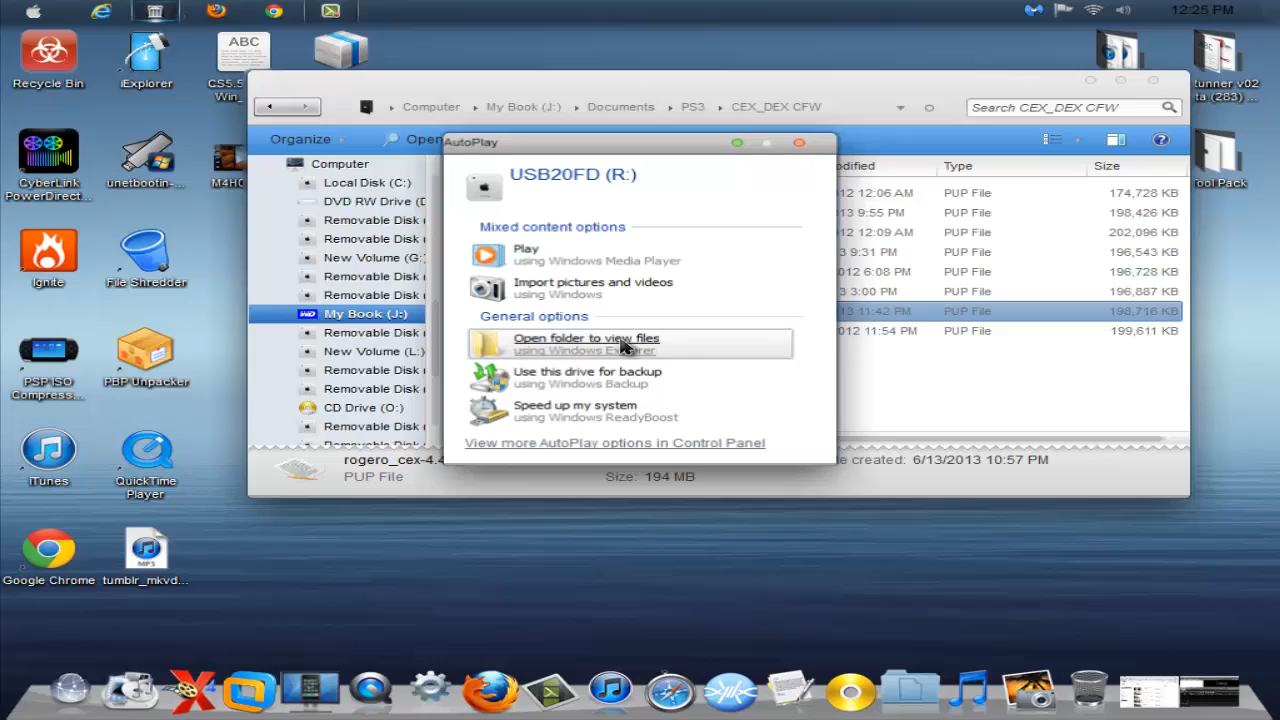 12:25 PM
Recycle Bin
iExplorer
ABC
CS5.5
Win_
unner v02
ta (283) ...
Computer
My Book (J:)
Documents
PS3
CEX_DEX CFW
Search CEX_DEX CFW
Organize
Open
AutoPlay
Computer
Local Disk (C:)
DVD RW Drive (D
Removable Disk
Removable Disk
New Volume (G:
Removable Disk
Removable Disk
My Book (J:)
Removable Disk
New Volume (L:)
Removable Disk
Removable Disk
CD Drive (O:)
Removable Disk
USB20FD (R:)
Mixed content options
Play
using Windows Media Player
Import pictures and videos
using Windows
General options
Open folder to view files
using Windows Explorer
Use this drive for backup
using Windows Backup
Speed up my system
using Windows ReadyBoost
View more AutoPlay options in Control Panel
odified
Type
Size
012 12:06 AM
PUP File
174,728 KB
13 9:55 PM
PUP File
198,426 KB
012 12:09 AM
PUP File
202,096 KB
3 9:31 PM
PUP File
196,543 KB
012 6:08 PM
PUP File
196,728 KB
12 3:00 PM
PUP File
196,887 KB
13 11:42 PM
PUP File
198,716 KB
012 11:54 PM
PUP File
199,611 KB
rogero_cex-4.4
PUP File
Size: 194 MB
te created: 6/13/2013 10:57 PM
CyberLink
PowerDirect...
unetbootin-...
M4H0
ool Pack
Ignite
File Shredder
PSP ISO
Compress...
PBP Unpacker
iTunes
QuickTime
Player
Google Chrome
MP3
tumblr_mkvd...